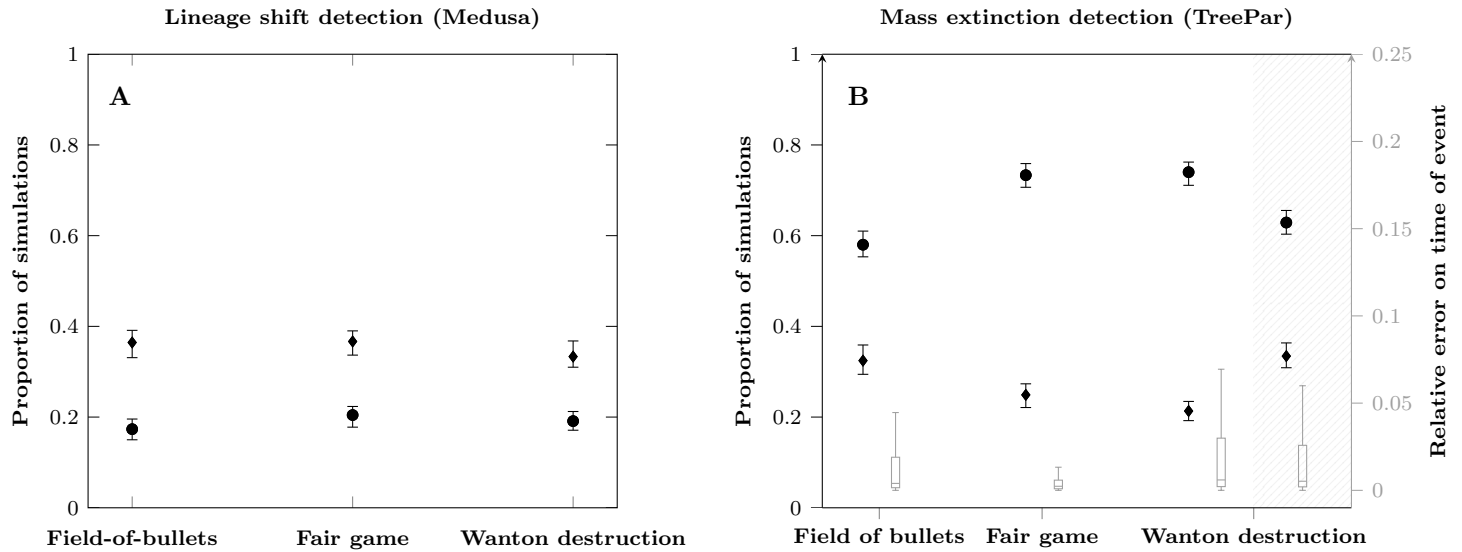 Lineage shift detection (Medusa)
A
Proportion of simulations
1
0.8
0.6
0.4
0.2
0
Field-of-bullets Fair game Wanton destruction
Mass extinction detection (TreePar)
B
Proportion of simulations
1
0.8
0.6
0.4
0.2
0
Field of bullets Fair game Wanton destruction
0.25
0.2
0.15
0.1
0.05
0
Relative error on time of event